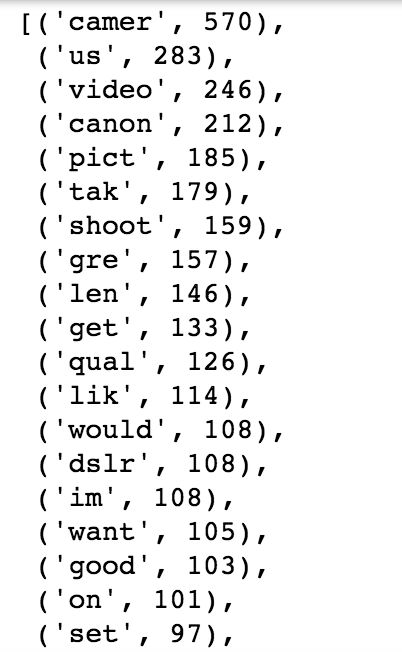 [('camer', 570),
('us', 283),
('video', 246),
('canon', 212),
('pict', 185),
('tak', 179),
('shoot', 159),
('gre', 157),
('len', 146),
('get', 133),
('qual', 126),
('lik', 114),
('would', 108),
('dslr', 108),
('im', 108),
('want', 105),
('good', 103),
('on', 101),
('set', 97),